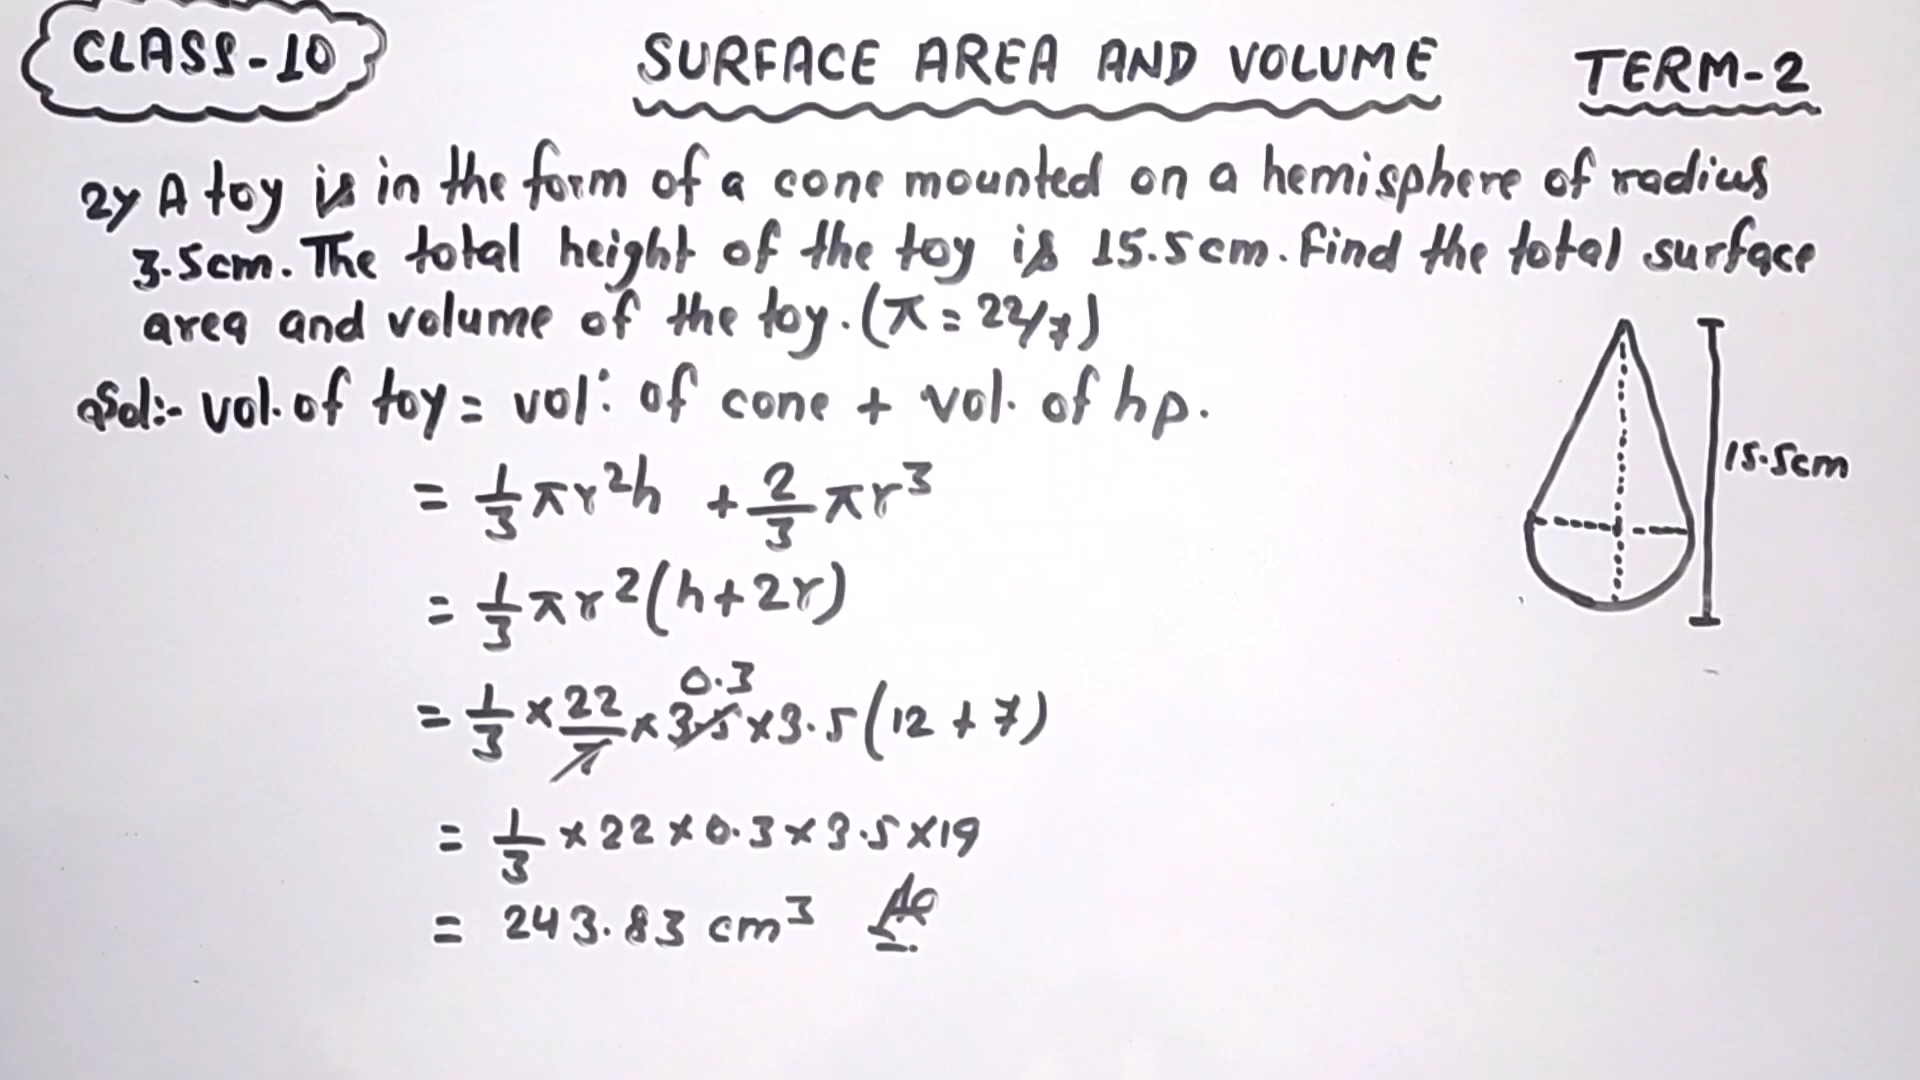 CLASS-10
SURFACE AREA AND VOLUME
TERM-2
2y A toy is in the form of a cone mounted on a hemisphere of radius
3.5cm. The total height of the toy is 15.5cm. Find the total surface
area and volume of the toy. (π = 22/7)
Sol:- vol. of toy = vol. of cone + vol. of hp.
= 1/3 πr²h + 2/3 πr³
= 1/3 πr²(h+2r)
0.3
= 1/3 × 22/7 × 3.5 × 3.5 (12 + 7)
= 1/3 × 22 × 0.3 × 3.5 × 19
= 243.83 cm³
15.5cm